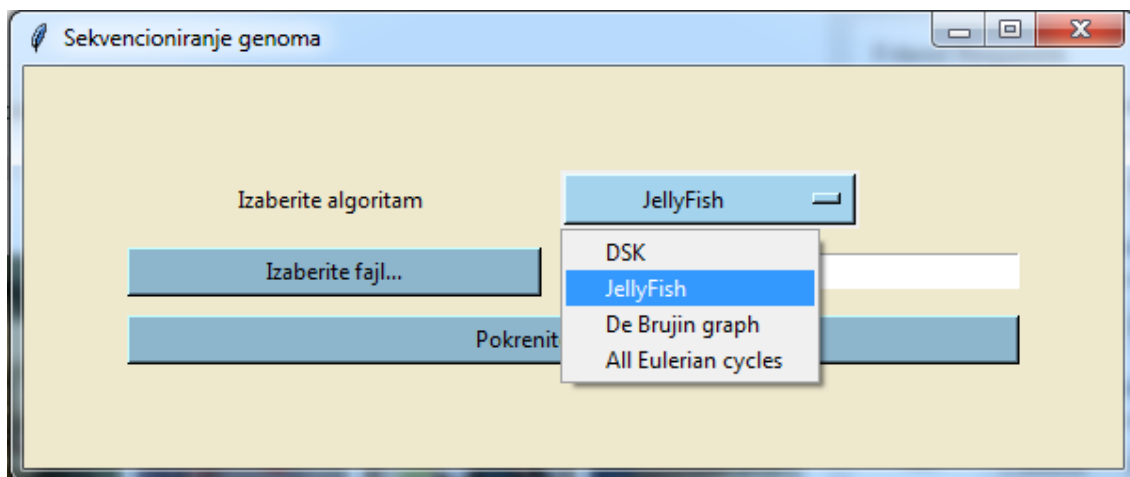 Sekvencioniranje genoma
Izaberite algoritam
JellyFish
DSK
Izaberite fajl...
JellyFish
De Brujin graph
Pokrenit
All Eulerian cycles